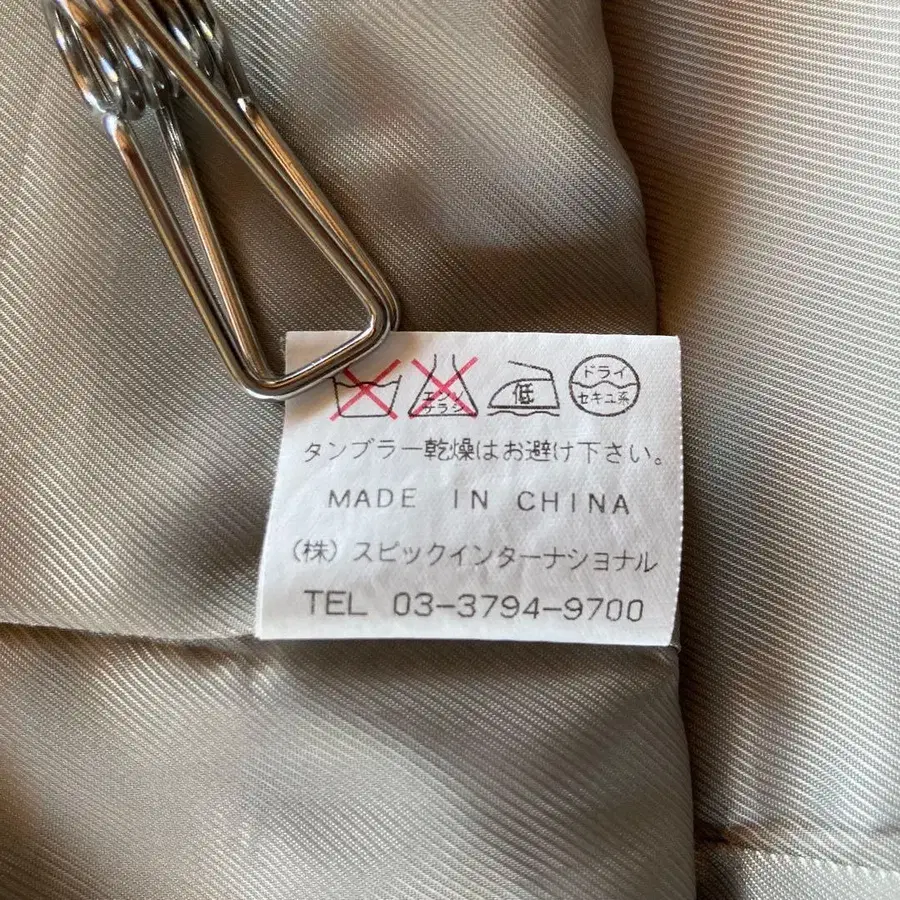 エンソ サラシ 低 ドライ セキユ系
タンブラー乾燥はお避け下さい。
MADE IN CHINA
(株) スピックインターナショナル
TEL 03-3794-9700